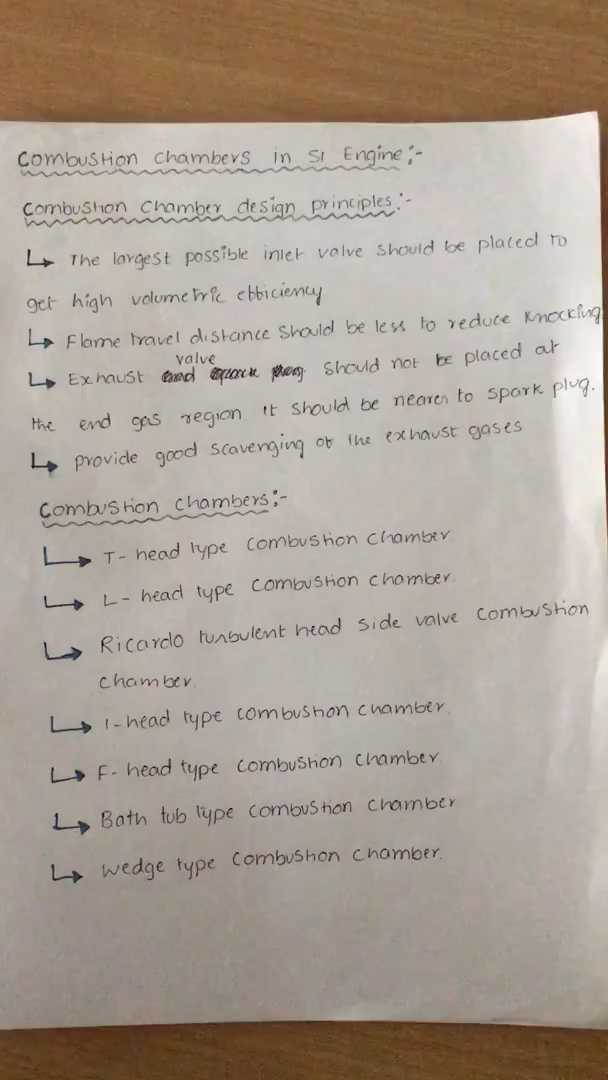 Combustion chambers in SI Engine:-
Combustion chamber design principles:-
↳ The largest possible inlet valve should be placed to
get high volumetric efficiency
↳ Flame travel distance should be less to reduce knocking
↳ Exhaust valve should not be placed at
the end gas region it should be nearer to spark plug.
↳ provide good scavenging of the exhaust gases
Combustion chambers:-
↳ T-head type combustion chamber
↳ L-head type combustion chamber.
↳ Ricardo turbulent head side valve combustion
chamber.
↳ I-head type combustion chamber.
↳ F-head type combustion chamber.
↳ Bath tub type combustion chamber
↳ wedge type combustion chamber.